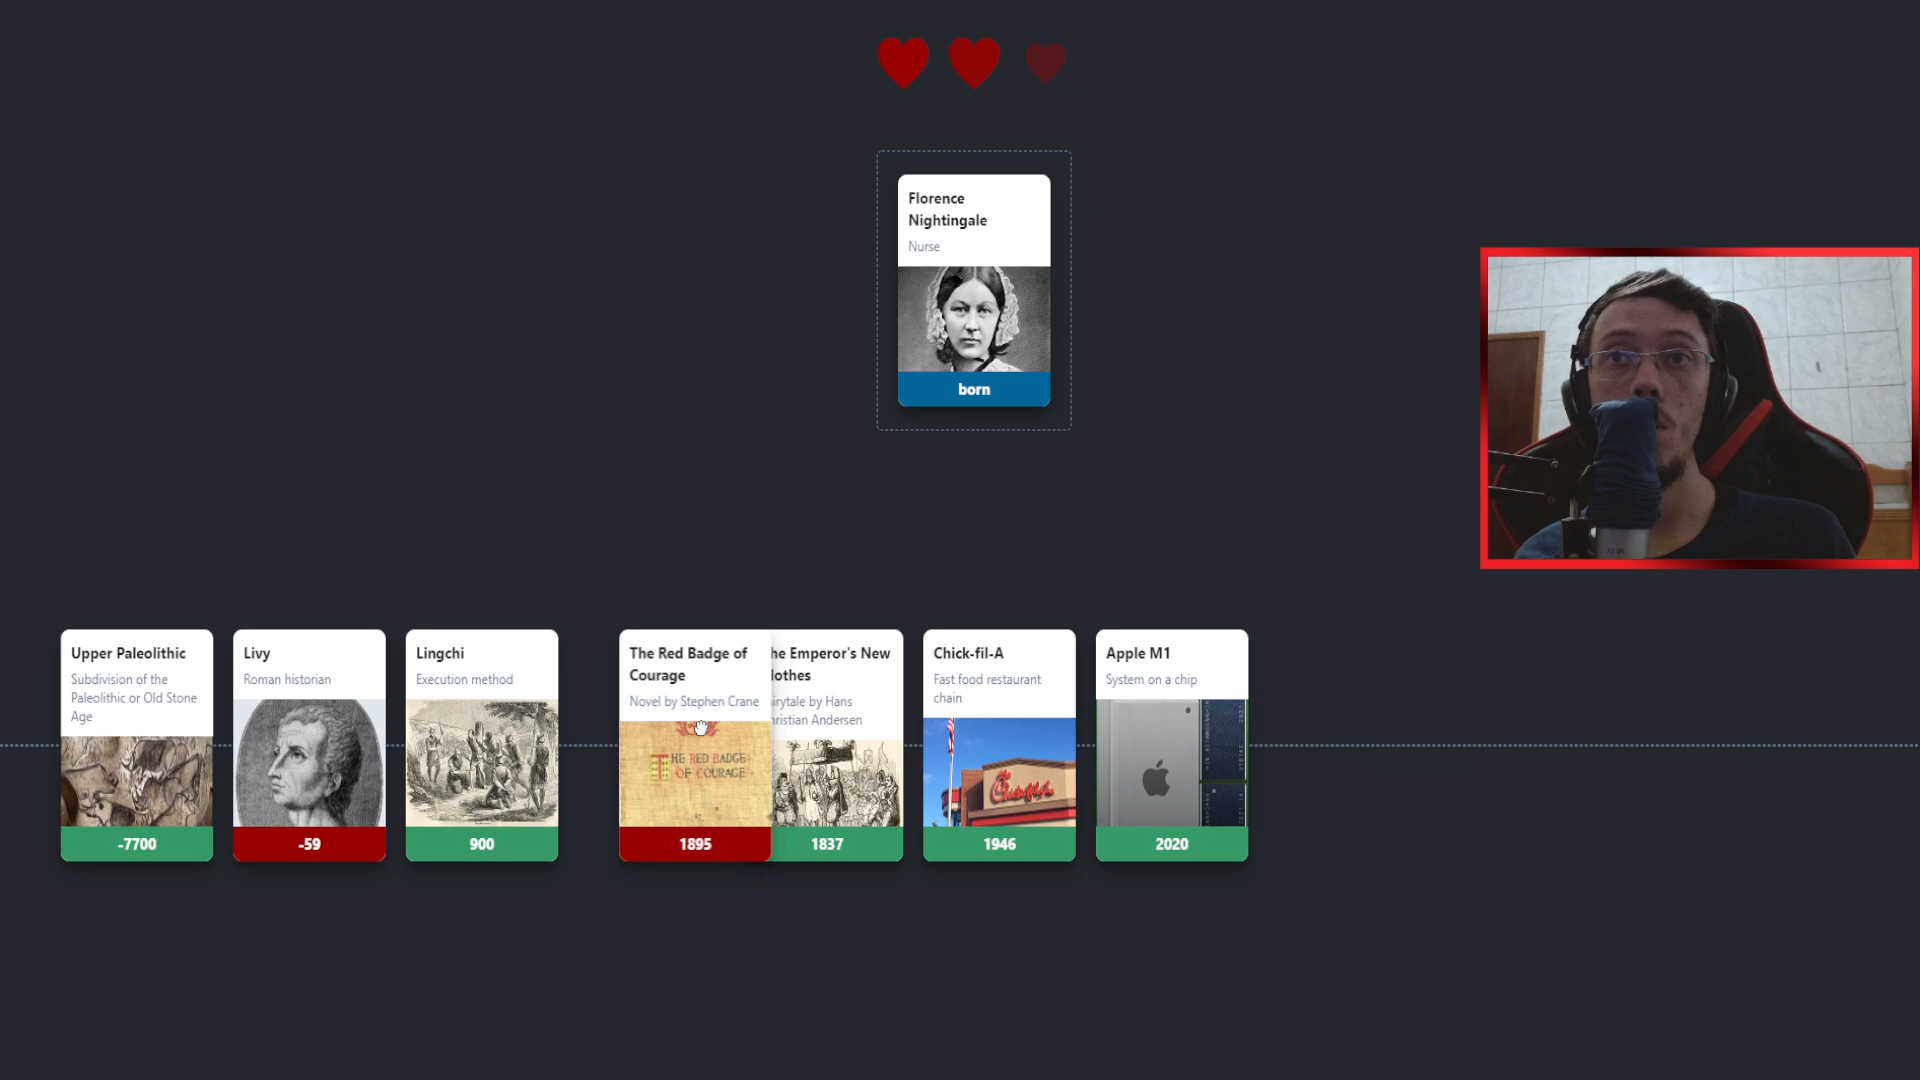 Florence
Nightingale
Nurse
born
Upper Paleolithic
Subdivision of the
Paleolithic or Old Stone
Age
-7700
Livy
Roman historian
-59
Lingchi
Execution method
900
The Red Badge of
Courage
Novel by Stephen Crane
THE RED BADGE
OF COURAGE
1895
he Emperor's New
lothes
irytale by Hans
hristian Andersen
1837
Chick-fil-A
Fast food restaurant
chain
1946
Apple M1
System on a chip
2020